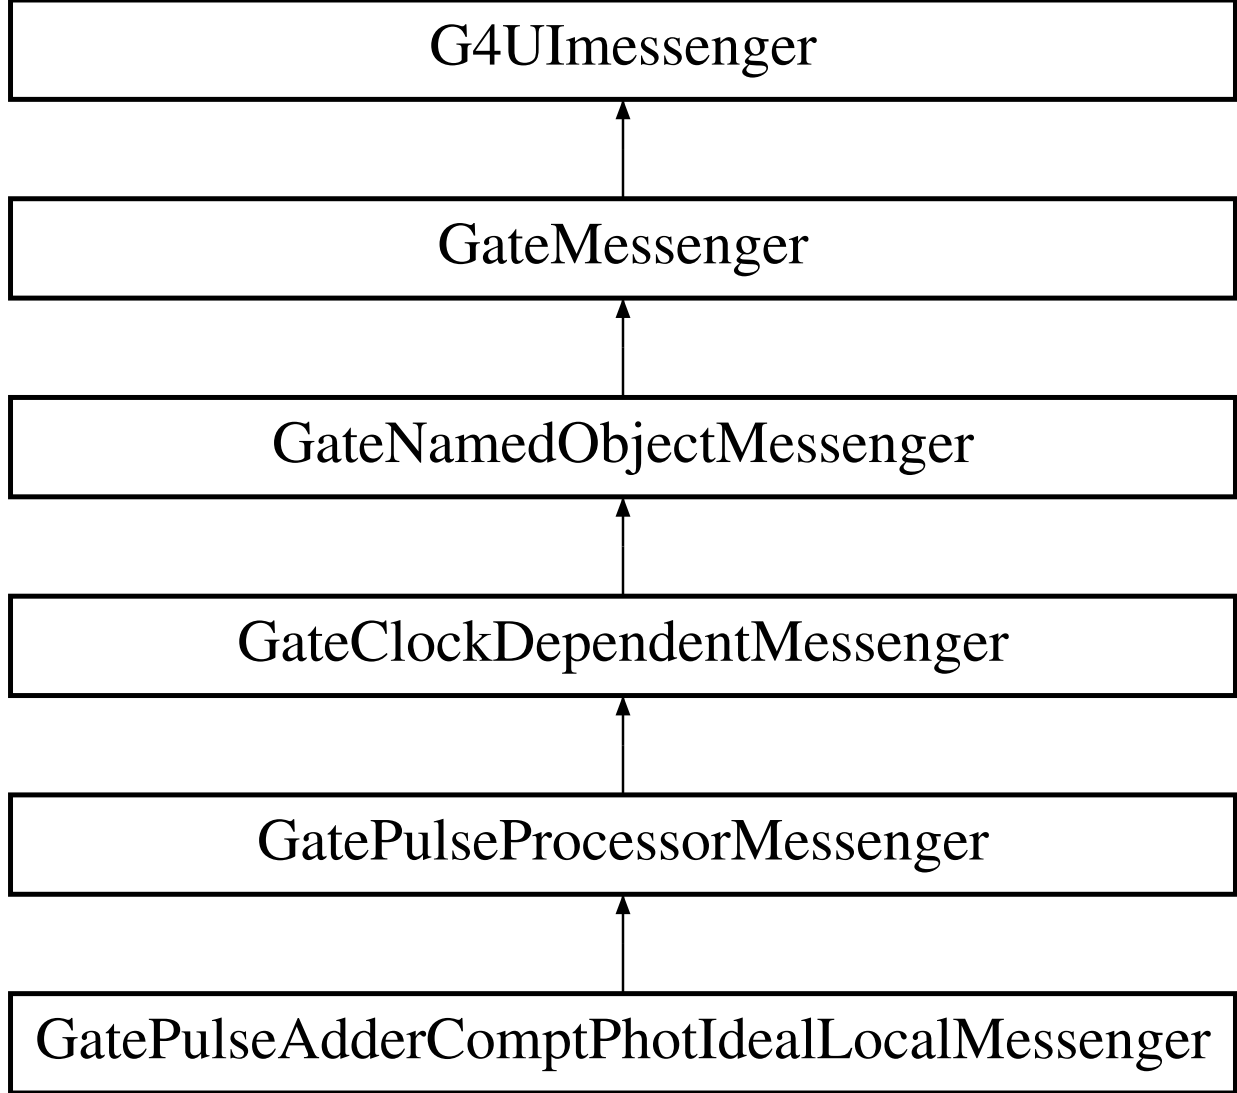 G4UImessenger
GateMessenger
GateNamedObjectMessenger
GateClockDependentMessenger
GatePulseProcessorMessenger
GatePulseAdderComptPhotIdealLocalMessenger